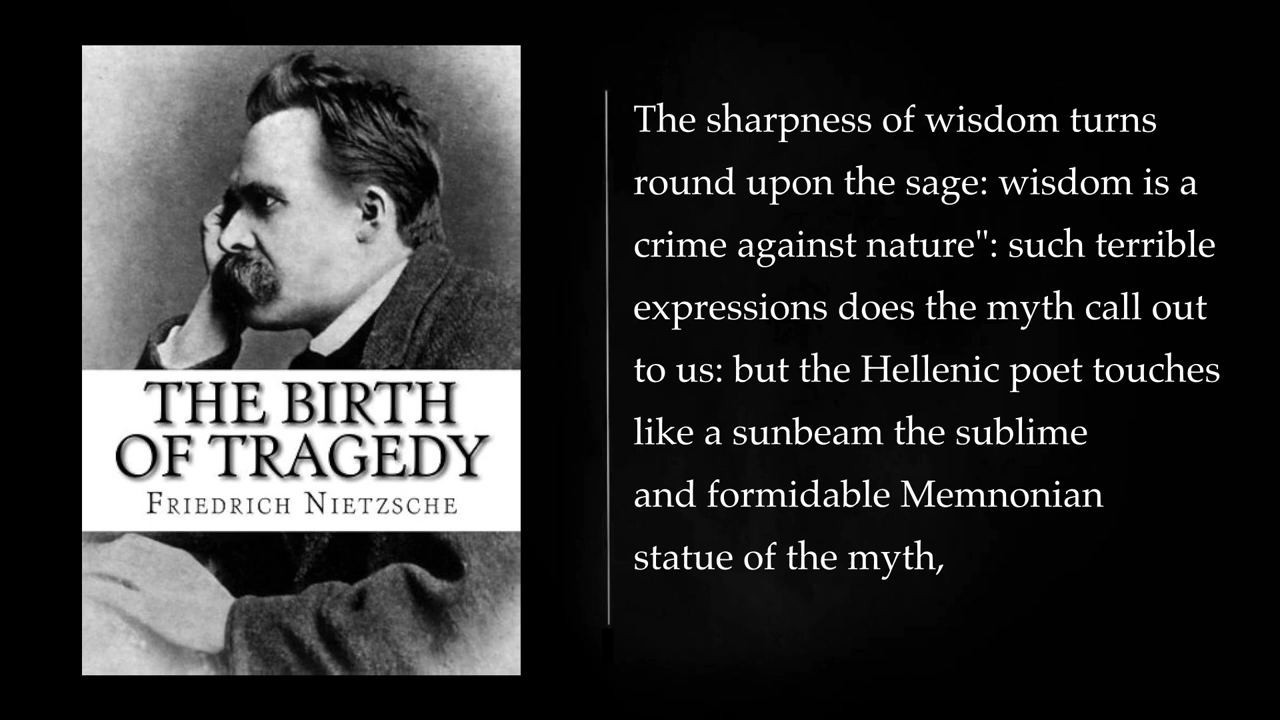 THE BIRTH
OF TRAGEDY
FRIEDRICH NIETZSCHE
The sharpness of wisdom turns
round upon the sage: wisdom is a
crime against nature": such terrible
expressions does the myth call out
to us: but the Hellenic poet touches
like a sunbeam the sublime
and formidable Memnonian
statue of the myth,